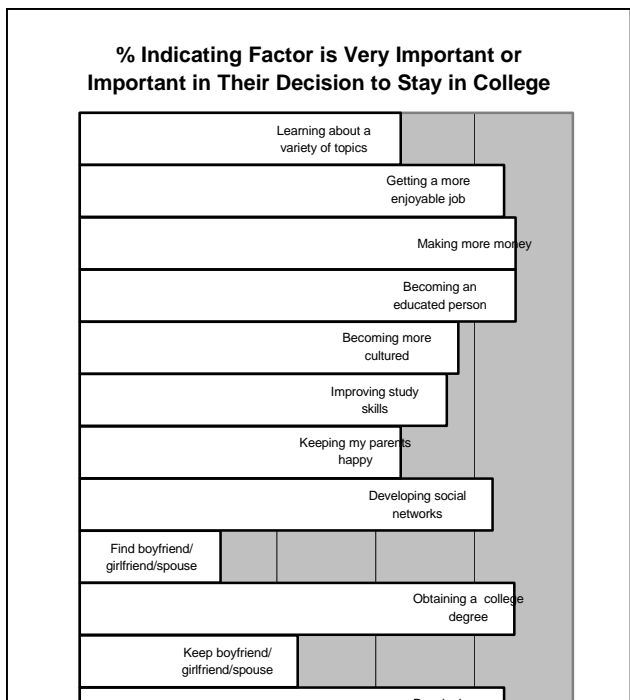 % Indicating Factor is Very Important or
Important in Their Decision to Stay in College
Learning about a
variety of topics
Getting a more
enjoyable job
Making more money
Becoming an
educated person
Becoming more
cultured
Improving study
skills
Keeping my parents
happy
Developing social
networks
Find boyfriend/
girlfriend/spouse
Obtaining a college
degree
Keep boyfriend/
girlfriend/spouse